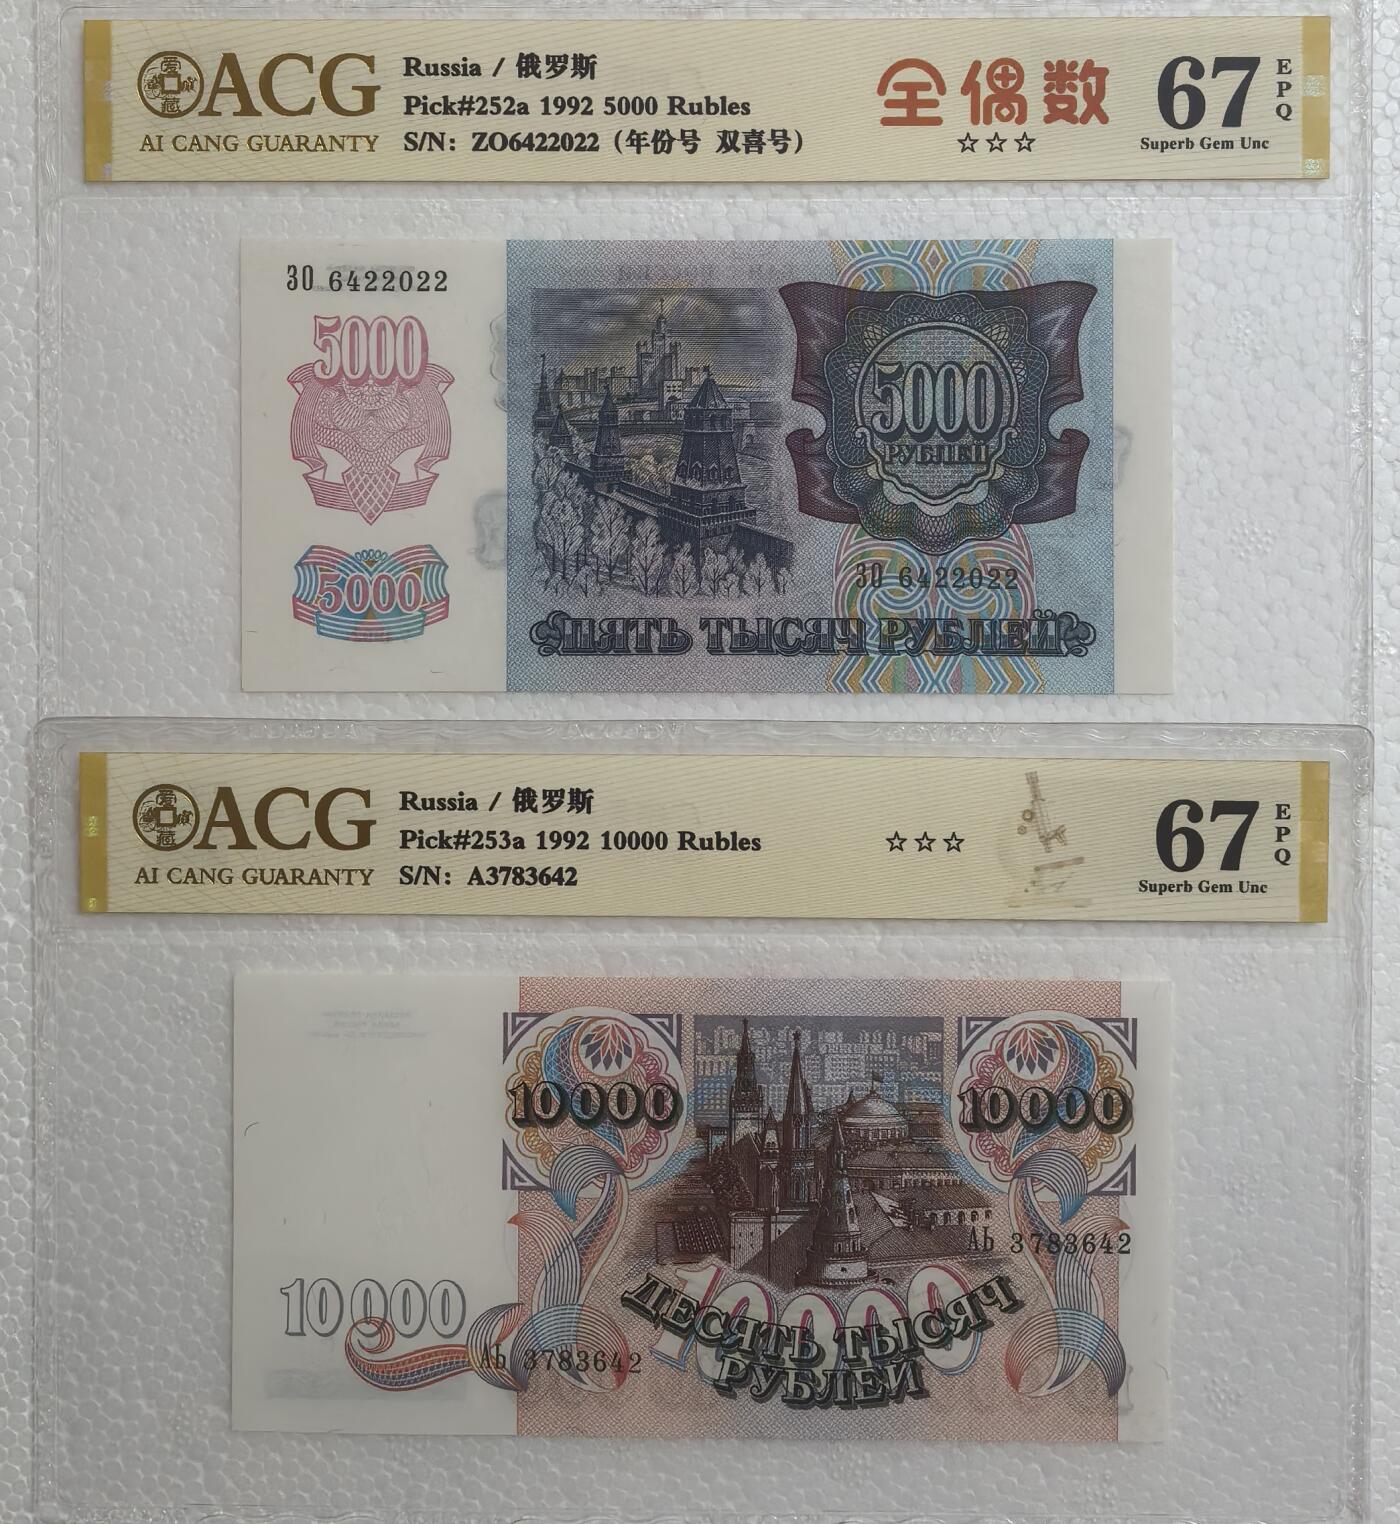 ACG
AI CANG GUARANTY
Russia / 俄罗斯
Pick#252a 1992 5000 Rubles
S/N: ZO6422022（年份号 双喜号）
全偶数
☆☆☆
67
EPQ
Superb Gem Unc
ЗО 6422022
5000
5000
5000
РУБЛЕЙ
ЗО 6422022
ПЯТЬ ТЫСЯЧ РУБЛЕЙ
ACG
AI CANG GUARANTY
Russia / 俄罗斯
Pick#253a 1992 10000 Rubles
S/N: A3783642
☆☆☆
67
EPQ
Superb Gem Unc
10000
10000
АЬ 3783642
10000
10000
АЬ 3783642
ДЕСЯТЬ ТЫСЯЧ
РУБЛЕЙ